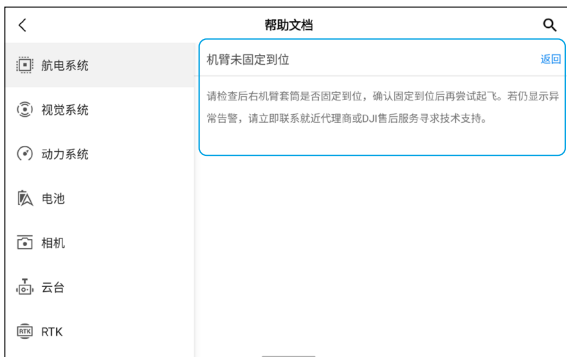 帮助文档
航电系统
视觉系统
动力系统
电池
相机
云台
RTK
RTK
机臂未固定到位
返回
请检查后右机臂套筒是否固定到位，确认固定到位后再尝试起飞。若仍显示异
常告警，请立即联系就近代理商或DJI售后服务寻求技术支持。